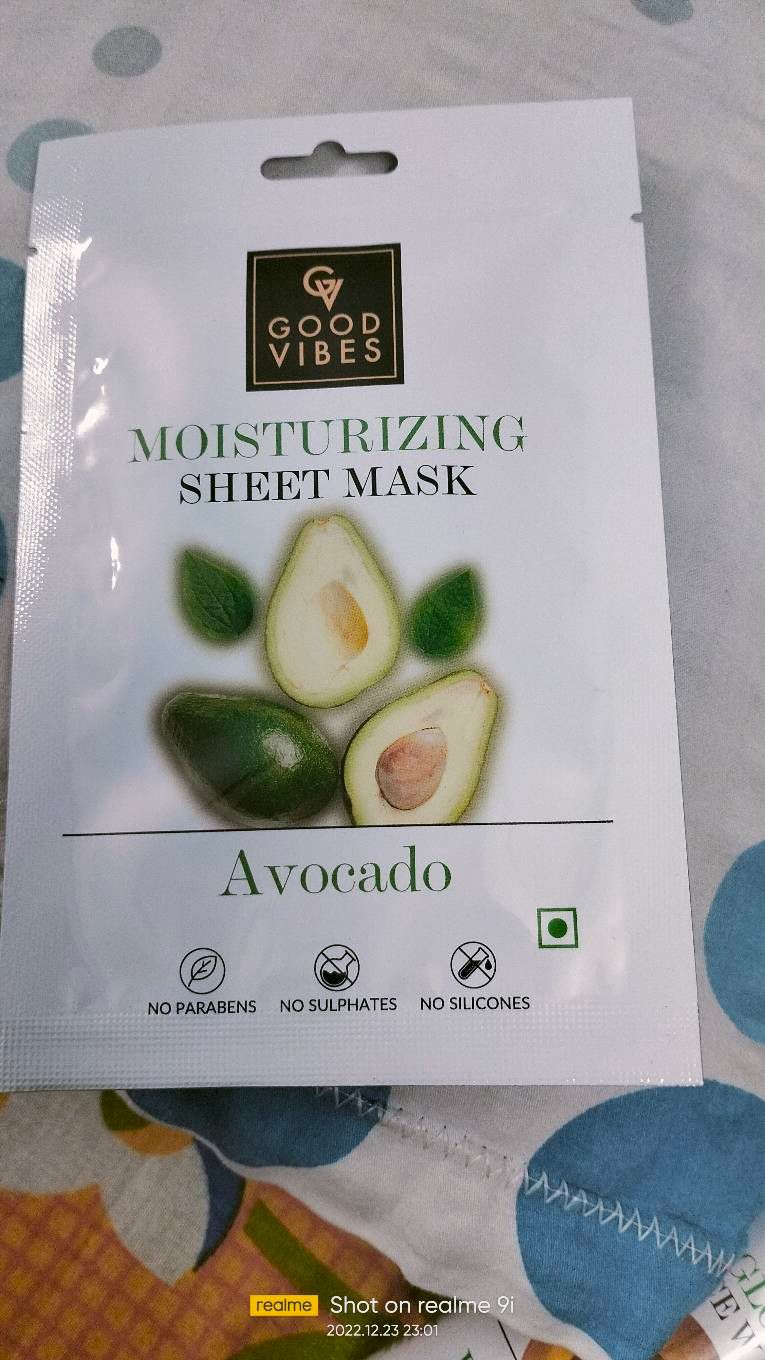 GV
GOOD
VIBES
MOISTURIZING
SHEET MASK
Avocado
NO PARABENS NO SULPHATES NO SILICONES
realme Shot on realme 9i
2022.12.23 23:01